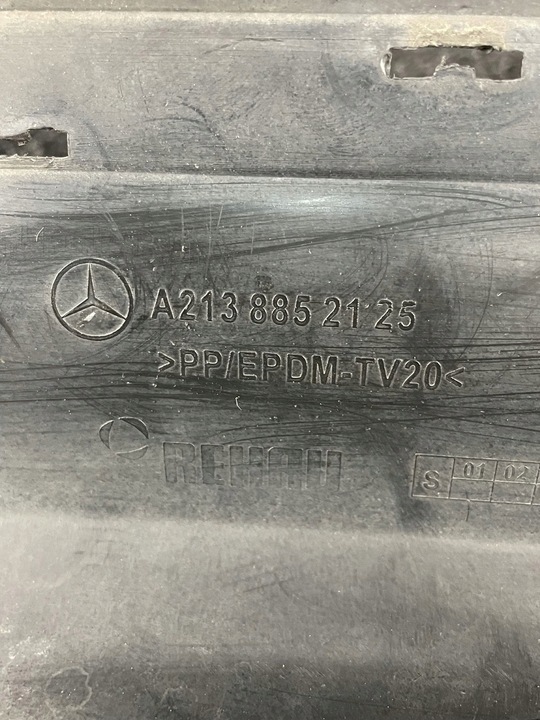 A213 885 21 25
>PP/EPDM-TV20<
REHAU
S 01 02